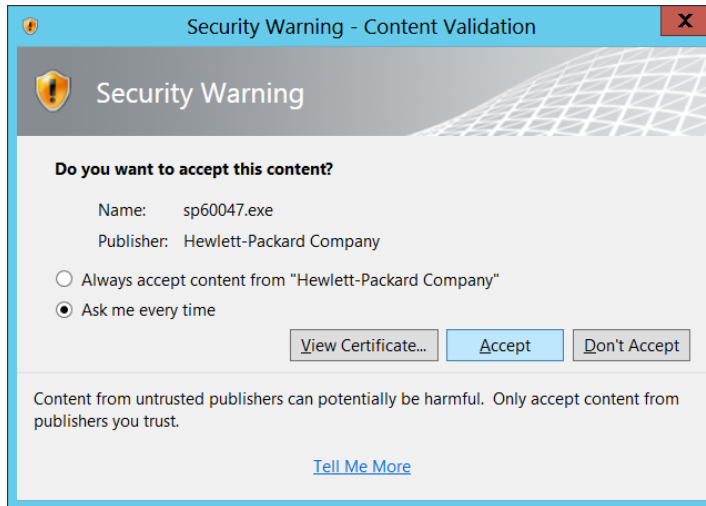 Security Warning - Content Validation
X
Security Warning
Do you want to accept this content?
Name: sp60047.exe
Publisher: Hewlett-Packard Company
Always accept content from "Hewlett-Packard Company"
Ask me every time
View Certificate... Accept Don't Accept
Content from untrusted publishers can potentially be harmful. Only accept content from
publishers you trust.
Tell Me More